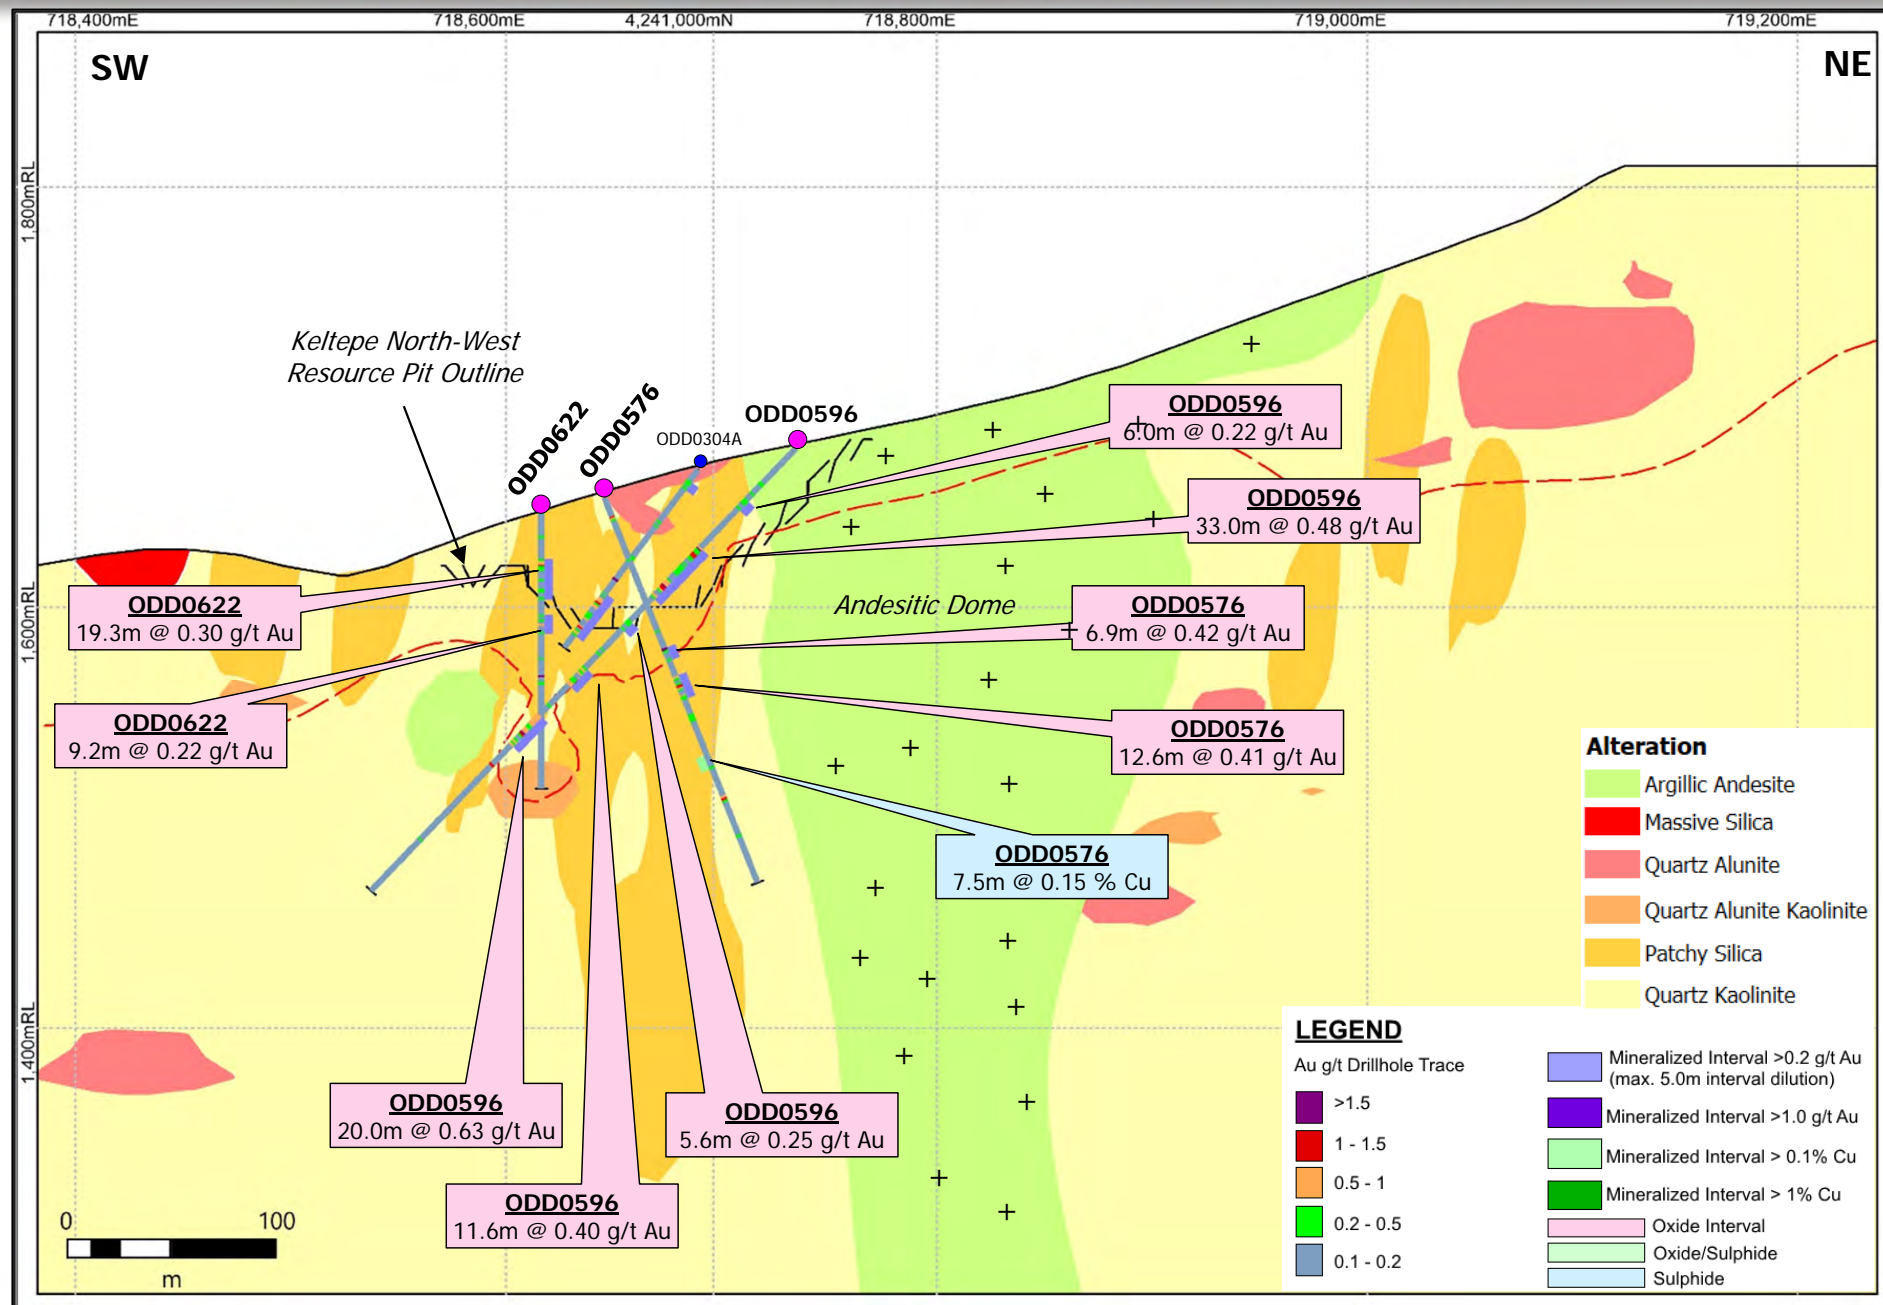 718,400mE
718,600mE
4,241,000mN
718,800mE
719,000mE
719,200mE
SW
NE
1,800mRL
1,600mRL
1,400mRL
Keltepe North-West
Resource Pit Outline
ODD0622
ODD0576
ODD0304A
ODD0596
ODD0596
6.0m @ 0.22 g/t Au
ODD0596
33.0m @ 0.48 g/t Au
Andesitic Dome
ODD0576
6.9m @ 0.42 g/t Au
ODD0622
19.3m @ 0.30 g/t Au
ODD0622
9.2m @ 0.22 g/t Au
ODD0576
12.6m @ 0.41 g/t Au
ODD0576
7.5m @ 0.15 % Cu
ODD0596
20.0m @ 0.63 g/t Au
ODD0596
5.6m @ 0.25 g/t Au
ODD0596
11.6m @ 0.40 g/t Au
0 100
m
Alteration
Argillic Andesite
Massive Silica
Quartz Alunite
Quartz Alunite Kaolinite
Patchy Silica
Quartz Kaolinite
LEGEND
Au g/t Drillhole Trace
>1.5
1 - 1.5
0.5 - 1
0.2 - 0.5
0.1 - 0.2
Mineralized Interval >0.2 g/t Au
(max. 5.0m interval dilution)
Mineralized Interval >1.0 g/t Au
Mineralized Interval > 0.1% Cu
Mineralized Interval > 1% Cu
Oxide Interval
Oxide/Sulphide
Sulphide